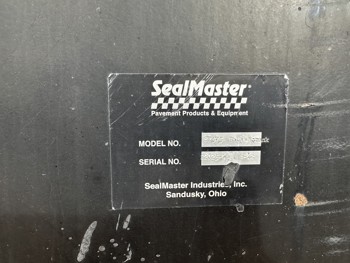 SealMaster®
Pavement Products & Equipment
MODEL NO.
SERIAL NO.
SealMaster Industries, Inc.
Sandusky, Ohio